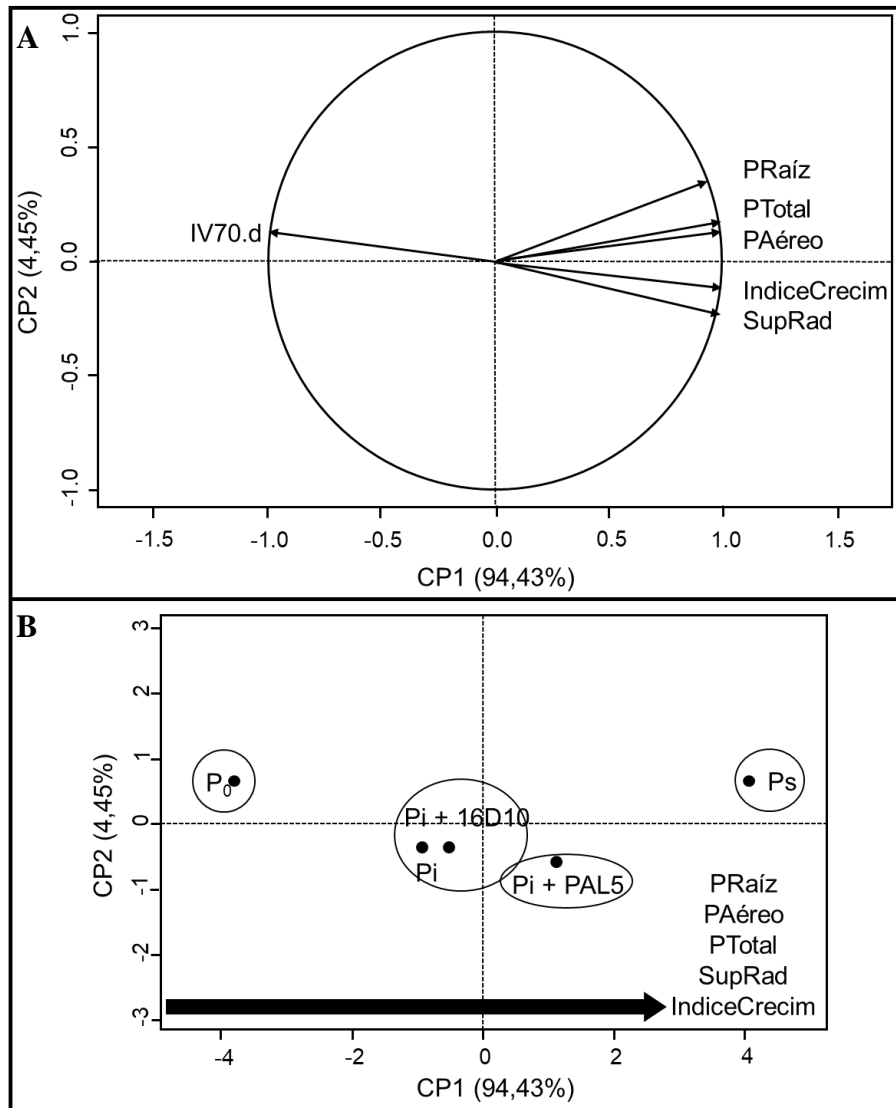 A
CP2 (4,45%)
1.0
0.5
0.0
-0.5
-1.0
IV70.d
PRaíz
PTotal
PAéreo
IndiceCrecim
SupRad
-1.5 -1.0 -0.5 0.0 0.5 1.0 1.5
CP1 (94,43%)
B
CP2 (4,45%)
3
2
1
0
-1
-2
-3
P₀
Pi + 16D10
Pi
Pi + PAL5
Ps
PRaíz
PAéreo
PTotal
SupRad
IndiceCrecim
-4 -2 0 2 4
CP1 (94,43%)